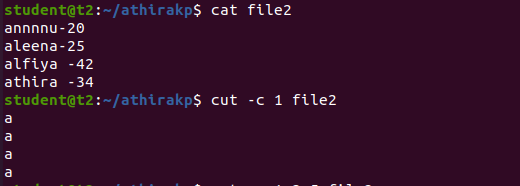 student@t2:~/athirakp$ cat file2
annnnu-20
aleena-25
alfiya -42
athira -34
student@t2:~/athirakp$ cut -c 1 file2
a
a
a
a